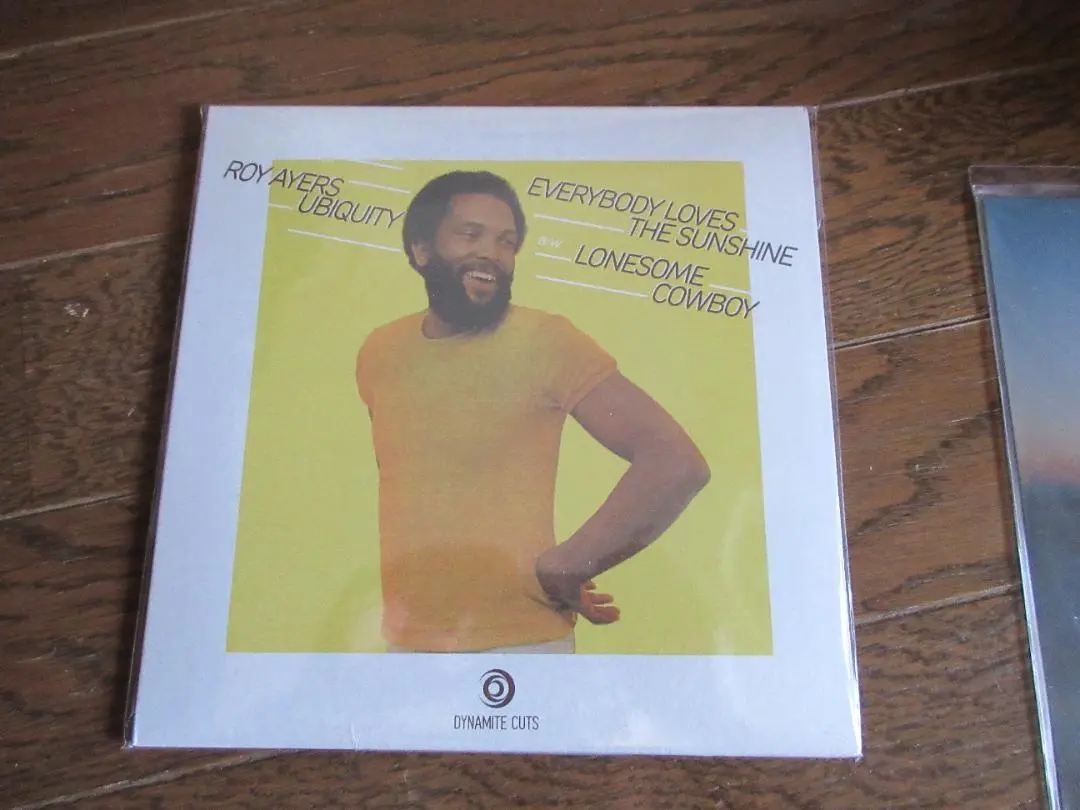 ROY AYERS
UBIQUITY
EVERYBODY LOVES
THE SUNSHINE
B/W
LONESOME
COWBOY
DYNAMITE CUTS